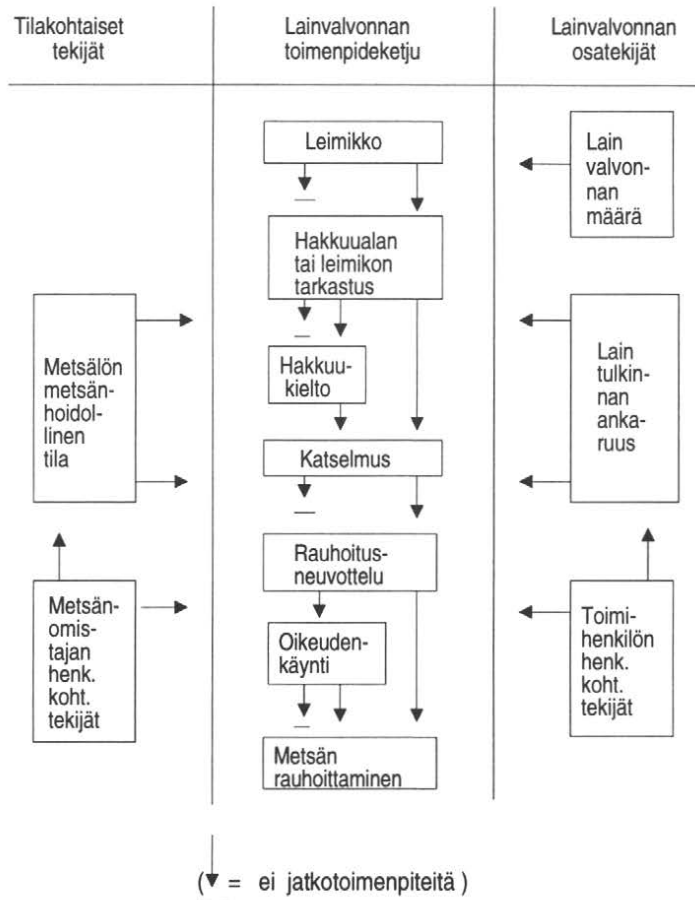 Tilakohtaiset
tekijät
Lainvalvonnan
toimenpideketju
Lainvalvonnan
osatekijät
Leimikko
Hakkuualan
tai leimikon
tarkastus
Hakkuu-
kielto
Katselmus
Rauhoitus-
neuvottelu
Oikeuden-
käynti
Metsän
rauhoittaminen
Metsälön
metsän-
hoidol-
linen
tila
Metsän-
omis-
tajan
henk.
koht.
tekijät
Lain
valvon-
nan
määrä
Lain
tulkin-
nan
anka-
ruus
Toimi-
henkilön
henk.
koht.
tekijät
( = ei jatkotoimenpiteitä )